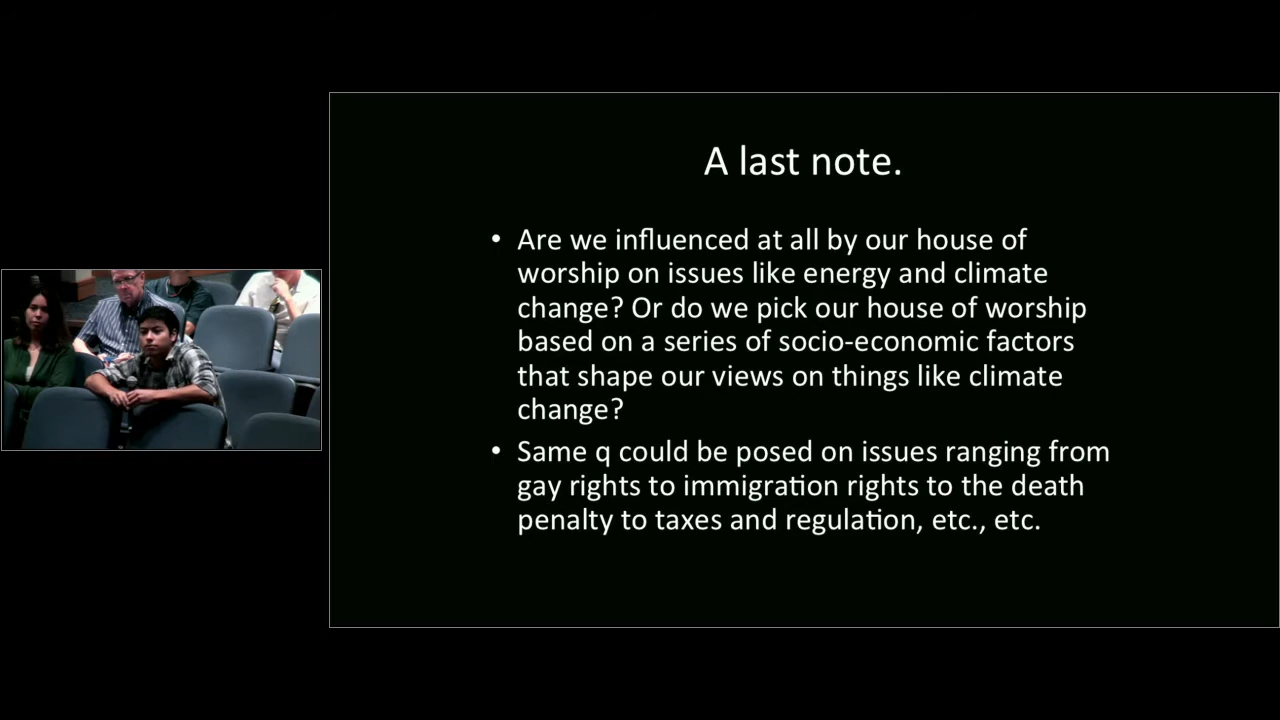 A last note.
• Are we influenced at all by our house of
worship on issues like energy and climate
change? Or do we pick our house of worship
based on a series of socio-economic factors
that shape our views on things like climate
change?
• Same q could be posed on issues ranging from
gay rights to immigration rights to the death
penalty to taxes and regulation, etc., etc.